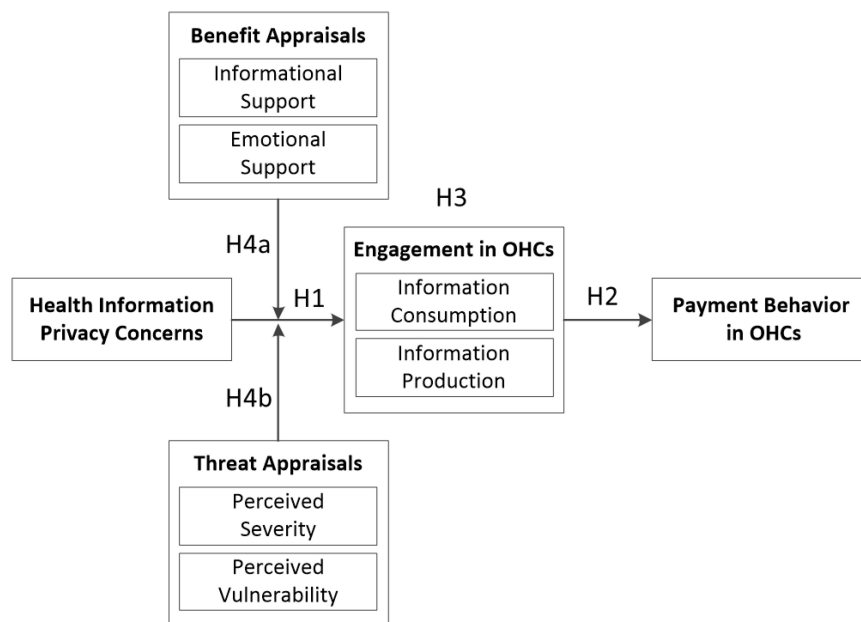 Benefit Appraisals
Informational
Support
Emotional
Support
H3
H4a
Engagement in OHCs
Health Information
Privacy Concerns
H1
Information
Consumption
H2
Payment Behavior
in OHCs
Information
Production
H4b
Threat Appraisals
Perceived
Severity
Perceived
Vulnerability